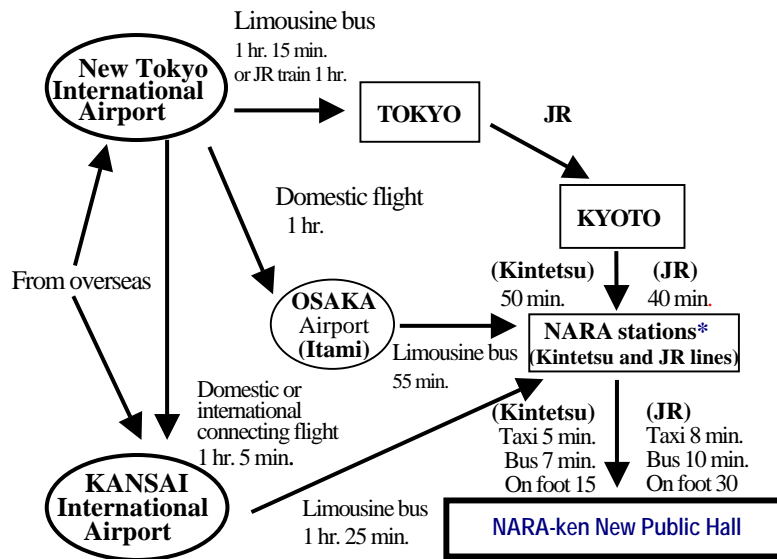 Limousine bus
1 hr. 15 min.
or JR train 1 hr.
New Tokyo
International
Airport
TOKYO
JR
KYOTO
Domestic flight
1 hr.
From overseas
(Kintetsu)
50 min.
(JR)
40 min.
OSAKA
Airport
(Itami)
Limousine bus
55 min.
NARA stations*
(Kintetsu and JR lines)
Domestic or
international
connecting flight
1 hr. 5 min.
(Kintetsu)
Taxi 5 min.
Bus 7 min.
On foot 15
(JR)
Taxi 8 min.
Bus 10 min.
On foot 30
KANSAI
International
Airport
Limousine bus
1 hr. 25 min.
NARA-ken New Public Hall